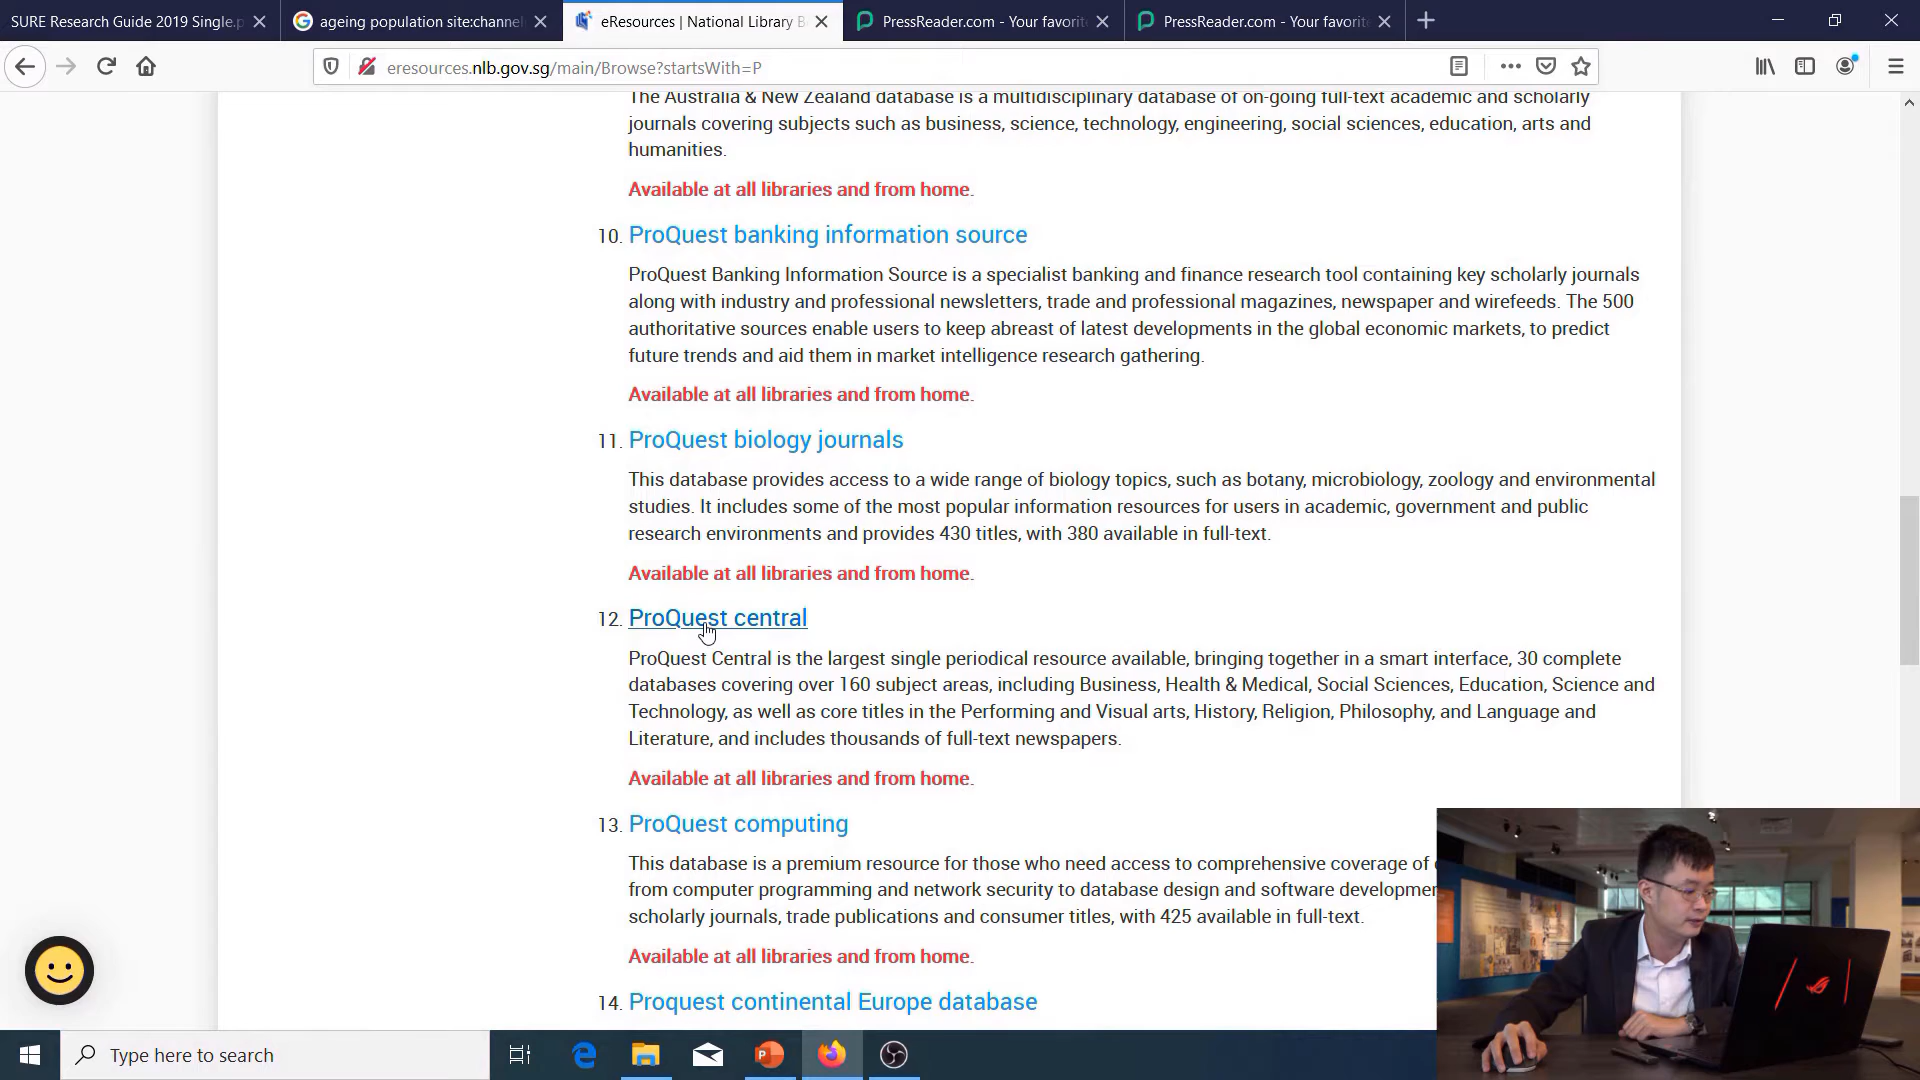 SURE Research Guide 2019 Single.p
ageing population site:channel
eResources | National Library B
PressReader.com - Your favorit
PressReader.com - Your favorite
eresources.nlb.gov.sg/main/Browse?startsWith=P
The Australia & New Zealand database is a multidisciplinary database of on-going full-text academic and scholarly
journals covering subjects such as business, science, technology, engineering, social sciences, education, arts and
humanities.
Available at all libraries and from home.
10. ProQuest banking information source
ProQuest Banking Information Source is a specialist banking and finance research tool containing key scholarly journals
along with industry and professional newsletters, trade and professional magazines, newspaper and wirefeeds. The 500
authoritative sources enable users to keep abreast of latest developments in the global economic markets, to predict
future trends and aid them in market intelligence research gathering.
Available at all libraries and from home.
11. ProQuest biology journals
This database provides access to a wide range of biology topics, such as botany, microbiology, zoology and environmental
studies. It includes some of the most popular information resources for users in academic, government and public
research environments and provides 430 titles, with 380 available in full-text.
Available at all libraries and from home.
12. ProQuest central
ProQuest Central is the largest single periodical resource available, bringing together in a smart interface, 30 complete
databases covering over 160 subject areas, including Business, Health & Medical, Social Sciences, Education, Science and
Technology, as well as core titles in the Performing and Visual arts, History, Religion, Philosophy, and Language and
Literature, and includes thousands of full-text newspapers.
Available at all libraries and from home.
13. ProQuest computing
This database is a premium resource for those who need access to comprehensive coverage of
from computer programming and network security to database design and software developmen
scholarly journals, trade publications and consumer titles, with 425 available in full-text.
Available at all libraries and from home.
14. Proquest continental Europe database
Type here to search